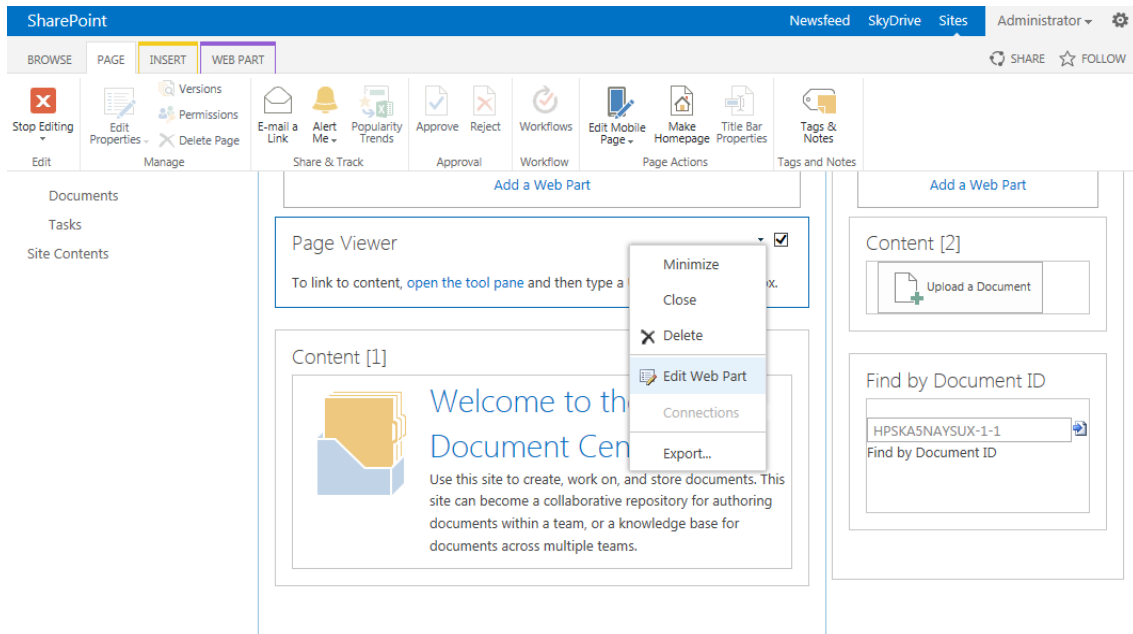 SharePoint
Newsfeed SkyDrive Sites Administrator
BROWSE PAGE INSERT WEB PART
SHARE FOLLOW
Stop Editing
Edit
Edit Properties
Versions
Permissions
Delete Page
Manage
E-mail a Link
Alert Me
Popularity Trends
Share & Track
Approve
Reject
Approval
Workflows
Workflow
Edit Mobile Page
Make Homepage
Title Bar Properties
Page Actions
Tags & Notes
Tags and Notes
Documents
Tasks
Site Contents
Add a Web Part
Page Viewer
To link to content, open the tool pane and then type a
x.
Minimize
Close
Delete
Edit Web Part
Connections
Export...
Content [1]
Welcome to th
Document Cen
Use this site to create, work on, and store documents. This
site can become a collaborative repository for authoring
documents within a team, or a knowledge base for
documents across multiple teams.
Add a Web Part
Content [2]
Upload a Document
Find by Document ID
HPSKA5NAYSUX-1-1
Find by Document ID